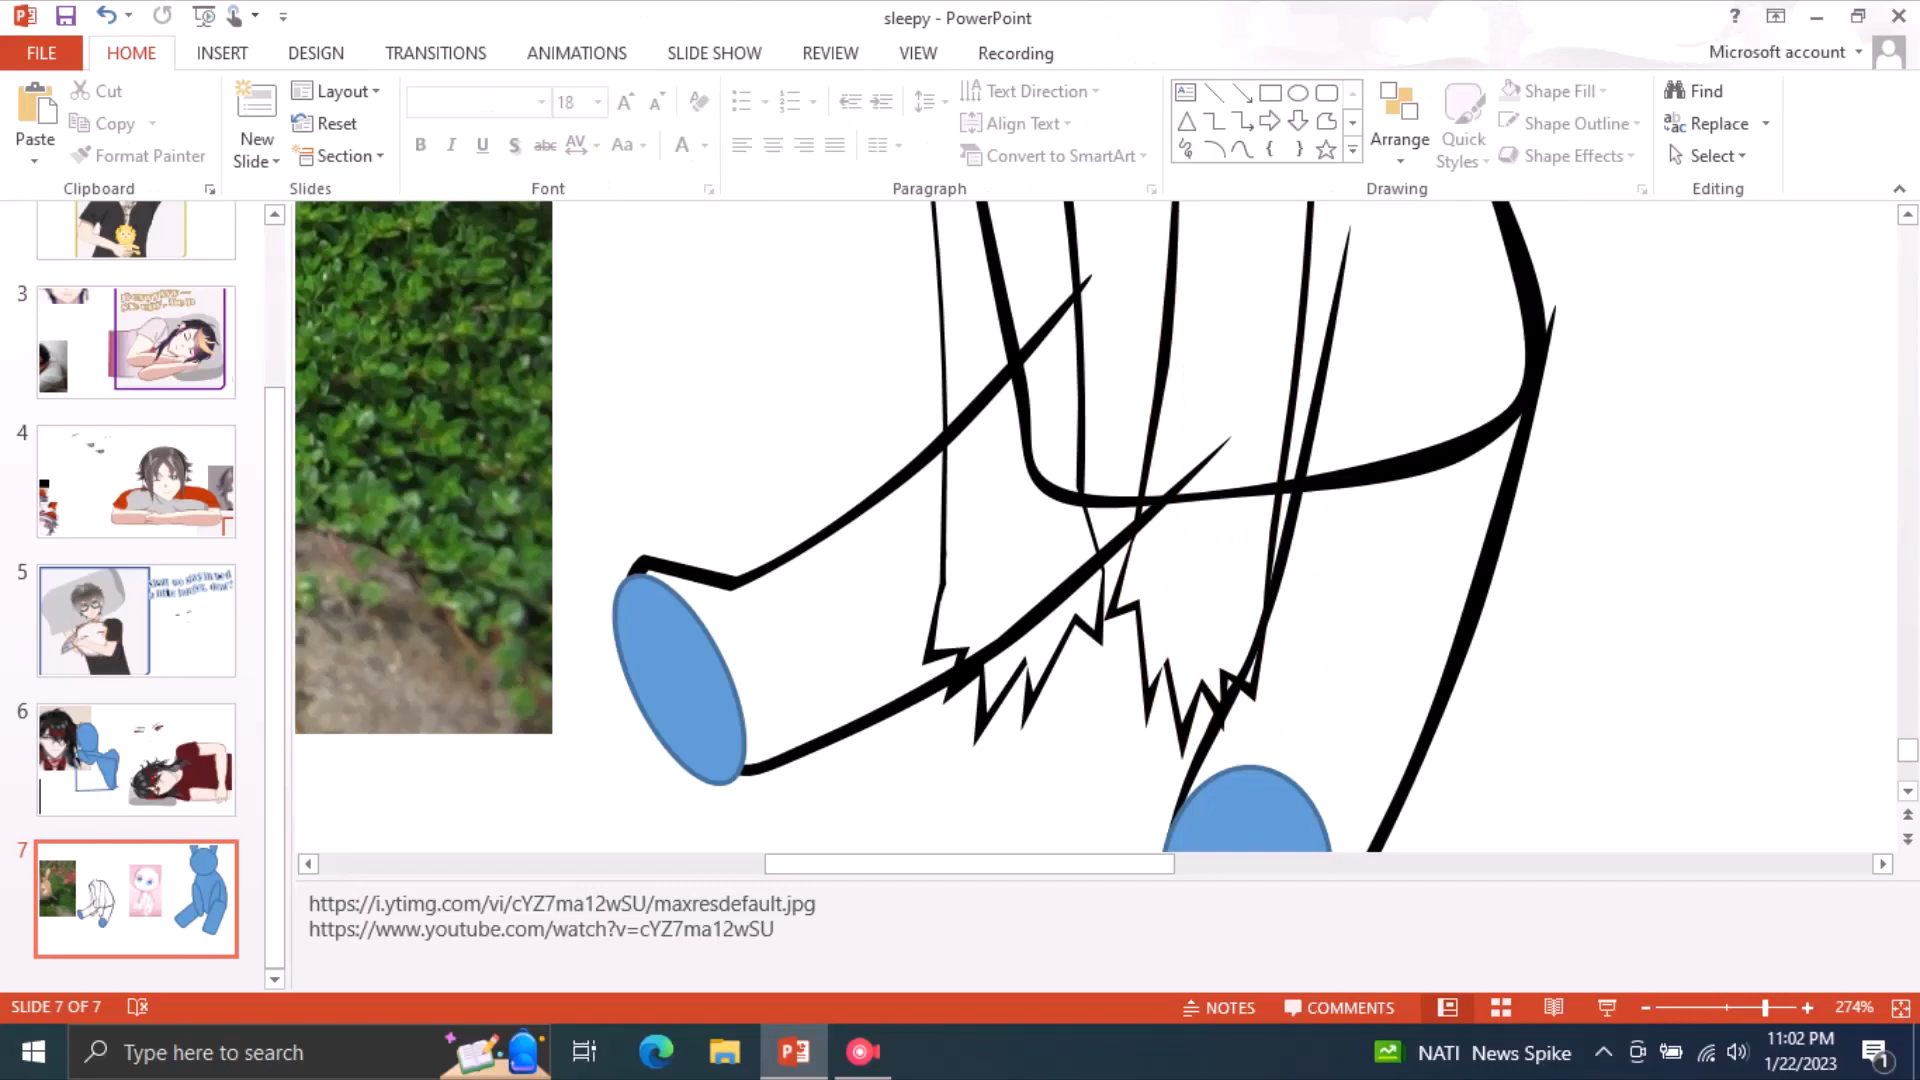 sleepy - PowerPoint
?
FILE
HOME
INSERT
DESIGN
TRANSITIONS
ANIMATIONS
SLIDE SHOW
REVIEW
VIEW
Recording
Microsoft account
Paste
Cut
Copy
Format Painter
Clipboard
New Slide
Layout
Reset
Section
Slides
18
B I U S abc AV Aa A
Font
Text Direction
Align Text
Convert to SmartArt
Paragraph
Arrange
Quick Styles
Shape Fill
Shape Outline
Shape Effects
Drawing
Find
Replace
Select
Editing
3
4
5
6
7
https://i.ytimg.com/vi/cYZ7ma12wSU/maxresdefault.jpg
https://www.youtube.com/watch?v=cYZ7ma12wSU
SLIDE 7 OF 7
NOTES
COMMENTS
274%
Type here to search
NATI News Spike
11:02 PM
1/22/2023
1